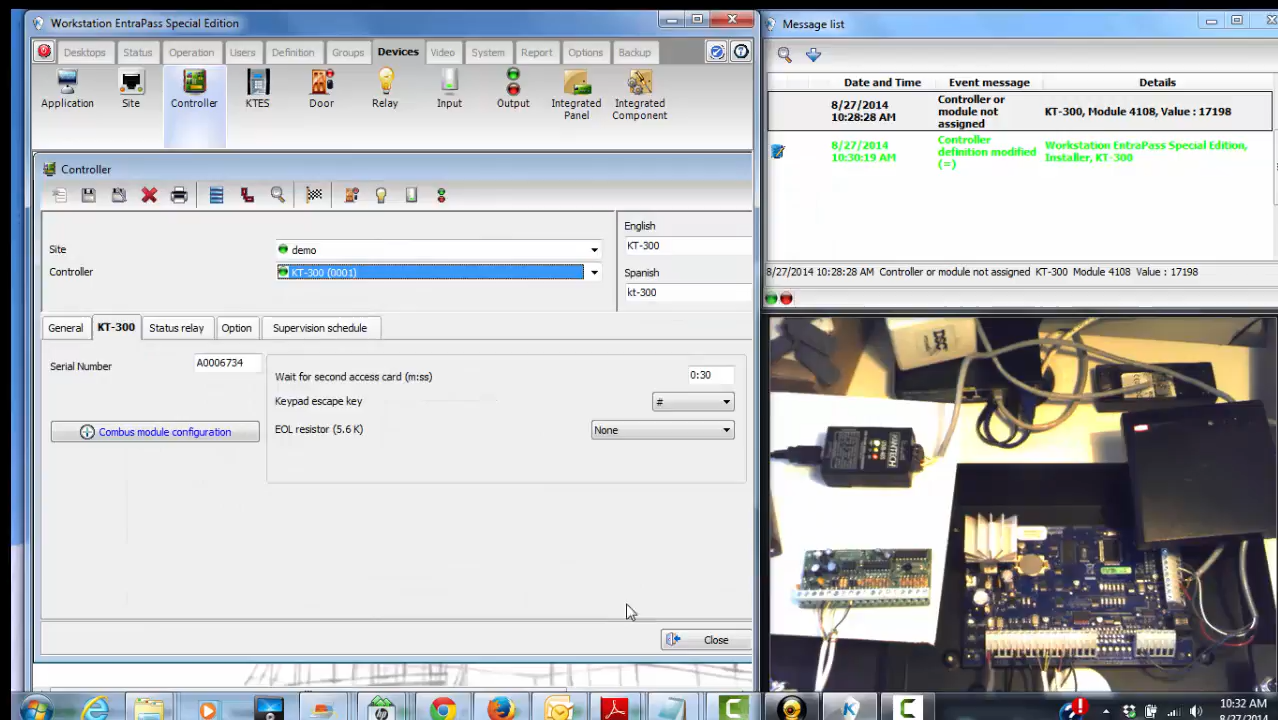 Workstation EntraPass Special Edition
Desktops Status Operation Users Definition Groups Devices Video System Report Options Backup
Application Site Controller KTES Door Relay Input Output Integrated Panel Integrated Component
Controller
Site demo
Controller KT-300 (0001)
English
KT-300
Spanish
kt-300
General KT-300 Status relay Option Supervision schedule
Serial Number A0006734
Combus module configuration
Wait for second access card (m:ss) 0:30
Keypad escape key #
EOL resistor (5.6 K) None
Close
Message list
Date and Time Event message Details
8/27/2014 10:28:28 AM Controller or module not assigned KT-300, Module 4108, Value : 17198
8/27/2014 10:30:19 AM Controller definition modified (=) Workstation EntraPass Special Edition, Installer, KT-300
8/27/2014 10:28:28 AM Controller or module not assigned KT-300 Module 4108 Value : 17198
DSC
KANTECH
10:32 AM
8/27/2014